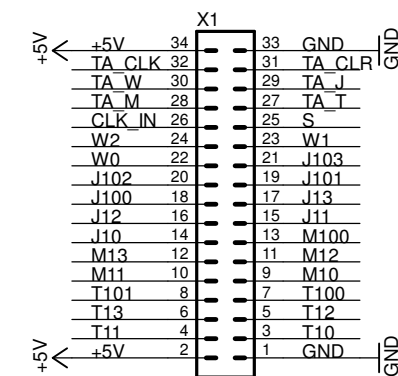 X1
+5V +5V 34 33 GND GND
TA_CLK 32 31 TA_CLR
TA_W 30 29 TA_J
TA_M 28 27 TA_T
CLK_IN 26 25 S
W2 24 23 W1
W0 22 21 J103
J102 20 19 J101
J100 18 17 J13
J12 16 15 J11
J10 14 13 M100
M13 12 11 M12
M11 10 9 M10
T101 8 7 T100
T13 6 5 T12
T11 4 3 T10
+5V +5V 2 1 GND GND